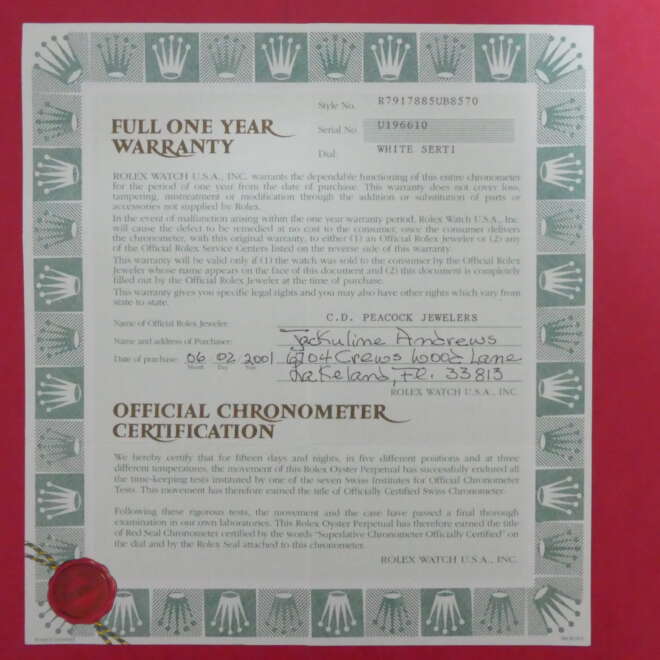 Style No. R7917885UB8570
FULL ONE YEAR
WARRANTY
Serial No. U196610
Dial: WHITE SERTI
ROLEX WATCH U.S.A., INC. warrants the dependable functioning of this entire chronometer
for the period of one year from the date of purchase. This warranty does not cover loss,
tampering, mistreatment or modification through the addition or substitution of parts or
accessories not supplied by Rolex.
In the event of malfunction arising within the one year warranty period, Rolex Watch U.S.A., Inc.
will cause the defect to be remedied at no cost to the consumer, once the consumer delivers
the chronometer, with this original warranty, to either (1) an Official Rolex Jeweler or (2) any
of the Official Rolex Service Centers listed on the reverse side of this warranty.
This warranty will be valid only if (1) the watch was sold to the consumer by the Official Rolex
Jeweler whose name appears on the face of this document and (2) this document is completely
filled out by the Official Rolex Jeweler at the time of purchase.
This warranty gives you specific legal rights and you may also have other rights which vary from
state to state.
Name of Official Rolex Jeweler: C.D. PEACOCK JEWELERS
Name and address of Purchaser: Jackuline Andrews
Date of purchase: 06 02 2001 6704 Crews Wood Lane
Month Day Year
Lakeland, Fl. 33813
ROLEX WATCH U.S.A., INC.
OFFICIAL CHRONOMETER
CERTIFICATION
We hereby certify that for fifteen days and nights, in five different positions and at three
different temperatures, the movement of this Rolex Oyster Perpetual has successfully endured all
the time-keeping tests instituted by one of the seven Swiss Institutes for Official Chronometer
Tests. This movement has therefore earned the title of Officially Certified Swiss Chronometer.
Following these rigorous tests, the movement and the case have passed a final thorough
examination in our own laboratories. This Rolex Oyster Perpetual has therefore earned the title
of Red Seal Chronometer certified by the words "Superlative Chronometer Officially Certified" on
the dial and by the Rolex Seal attached to this chronometer.
ROLEX WATCH U.S.A., INC.